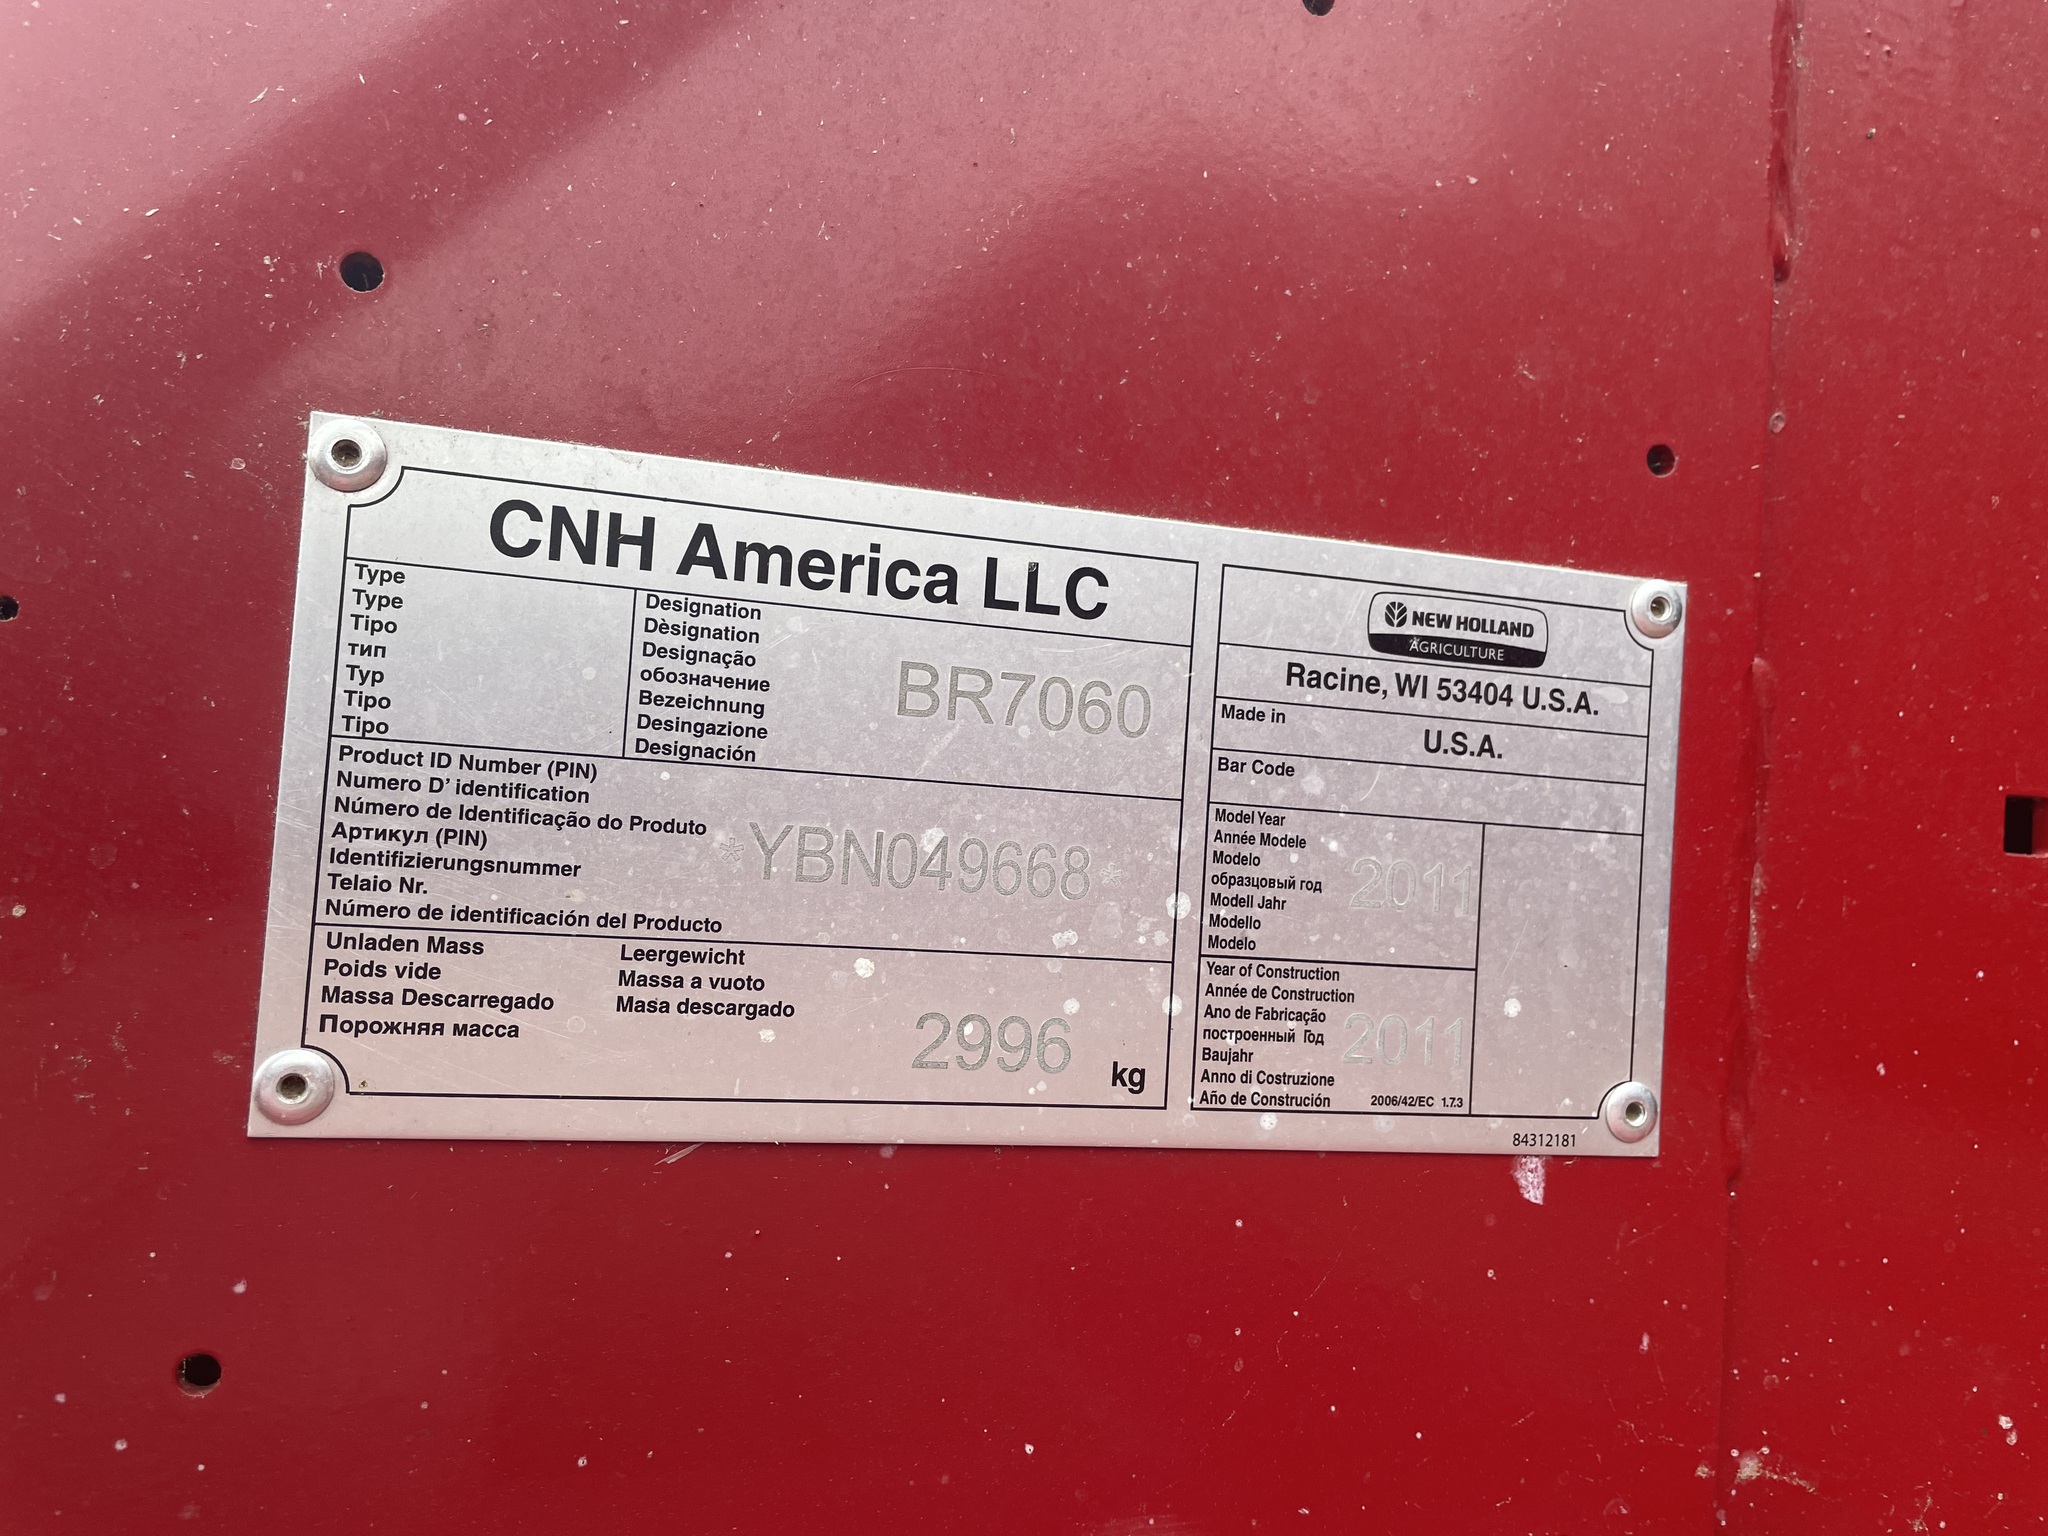 CNH America LLC
Type
Type
Tipo
тип
Typ
Tipo
Tipo
Designation
Dèsignation
Designação
обозначение
Bezeichnung
Desingazione
Designación
BR7060
Product ID Number (PIN)
Numero D' identification
Número de Identificação do Produto
Артикул (PIN)
Identifizierungsnummer
Telaio Nr.
Número de identificación del Producto
*YBN049668*
Unladen Mass
Poids vide
Massa Descarregado
Порожняя масса
Leergewicht
Massa a vuoto
Masa descargado
2996 kg
NEW HOLLAND
AGRICULTURE
Racine, WI 53404 U.S.A.
Made in
U.S.A.
Bar Code
Model Year
Année Modele
Modelo
образцовый год
Modell Jahr
Modello
Modelo
2011
Year of Construction
Année de Construction
Ano de Fabricação
построенный Год
Baujahr
Anno di Costruzione
Año de Construción
2011
2006/42/EC 1.7.3
84312181